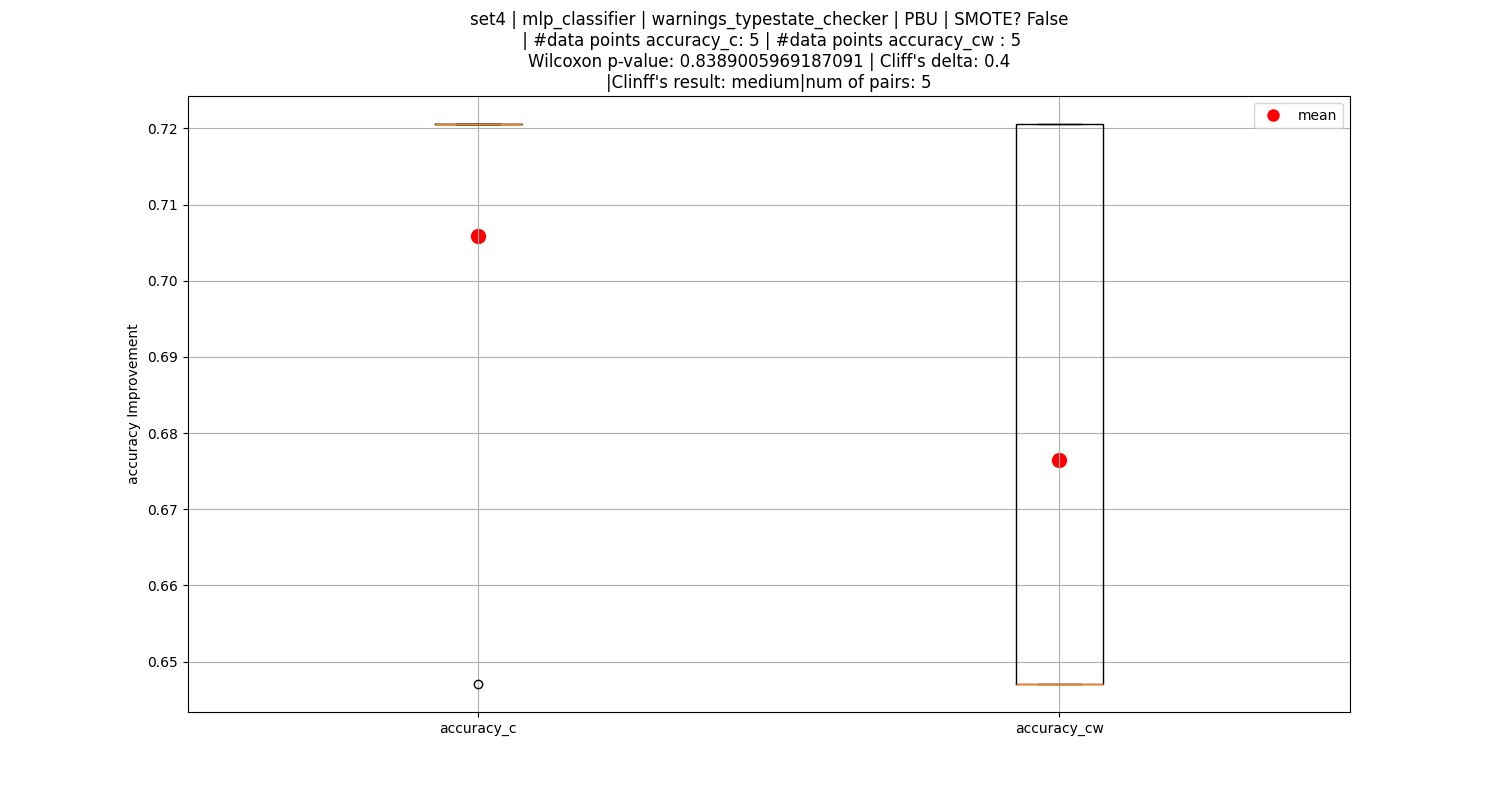 set4 | mlp_classifier | warnings_typestate_checker | PBU | SMOTE? False
| #data points accuracy_c: 5 | #data points accuracy_cw : 5
Wilcoxon p-value: 0.8389005969187091 | Cliff's delta: 0.4
|Clinff's result: medium|num of pairs: 5
mean
0.72
0.71
0.70
0.69
0.68
0.67
0.66
0.65
accuracy Improvement
accuracy_c
accuracy_cw